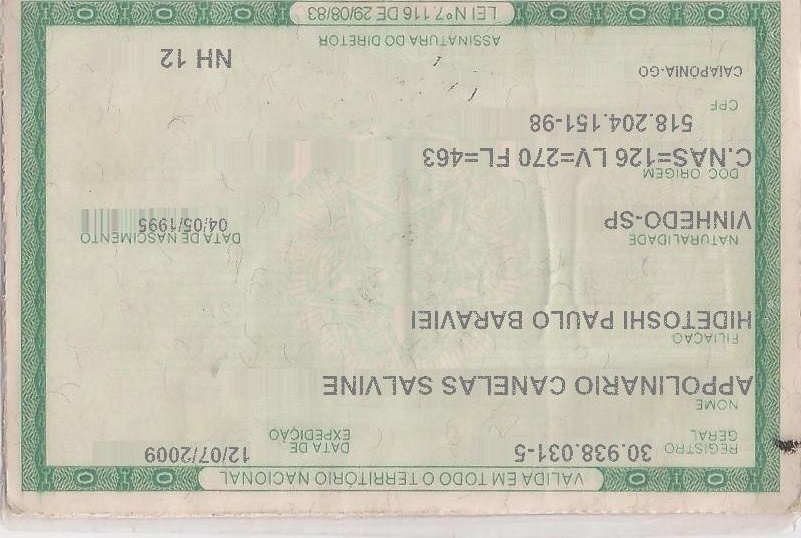 VÁLIDA EM TODO O TERRITÓRIO NACIONAL
REGISTRO GERAL 30.938.031-5 DATA DE EXPEDIÇÃO 12/07/2009
NOME
APPOLINARIO CANELAS SALVINE
FILIAÇÃO
HIDETOSHI PAULO BARAVIEI
NATURALIDADE DATA DE NASCIMENTO
VINHEDO-SP 04/05/1995
DOC ORIGEM
C.NAS=126 LV=270 FL=463
518.204.151-98
CPF
CAIAPÔNIA-GO NH 12
ASSINATURA DO DIRETOR
LEI Nº 7.116 DE 29/08/83